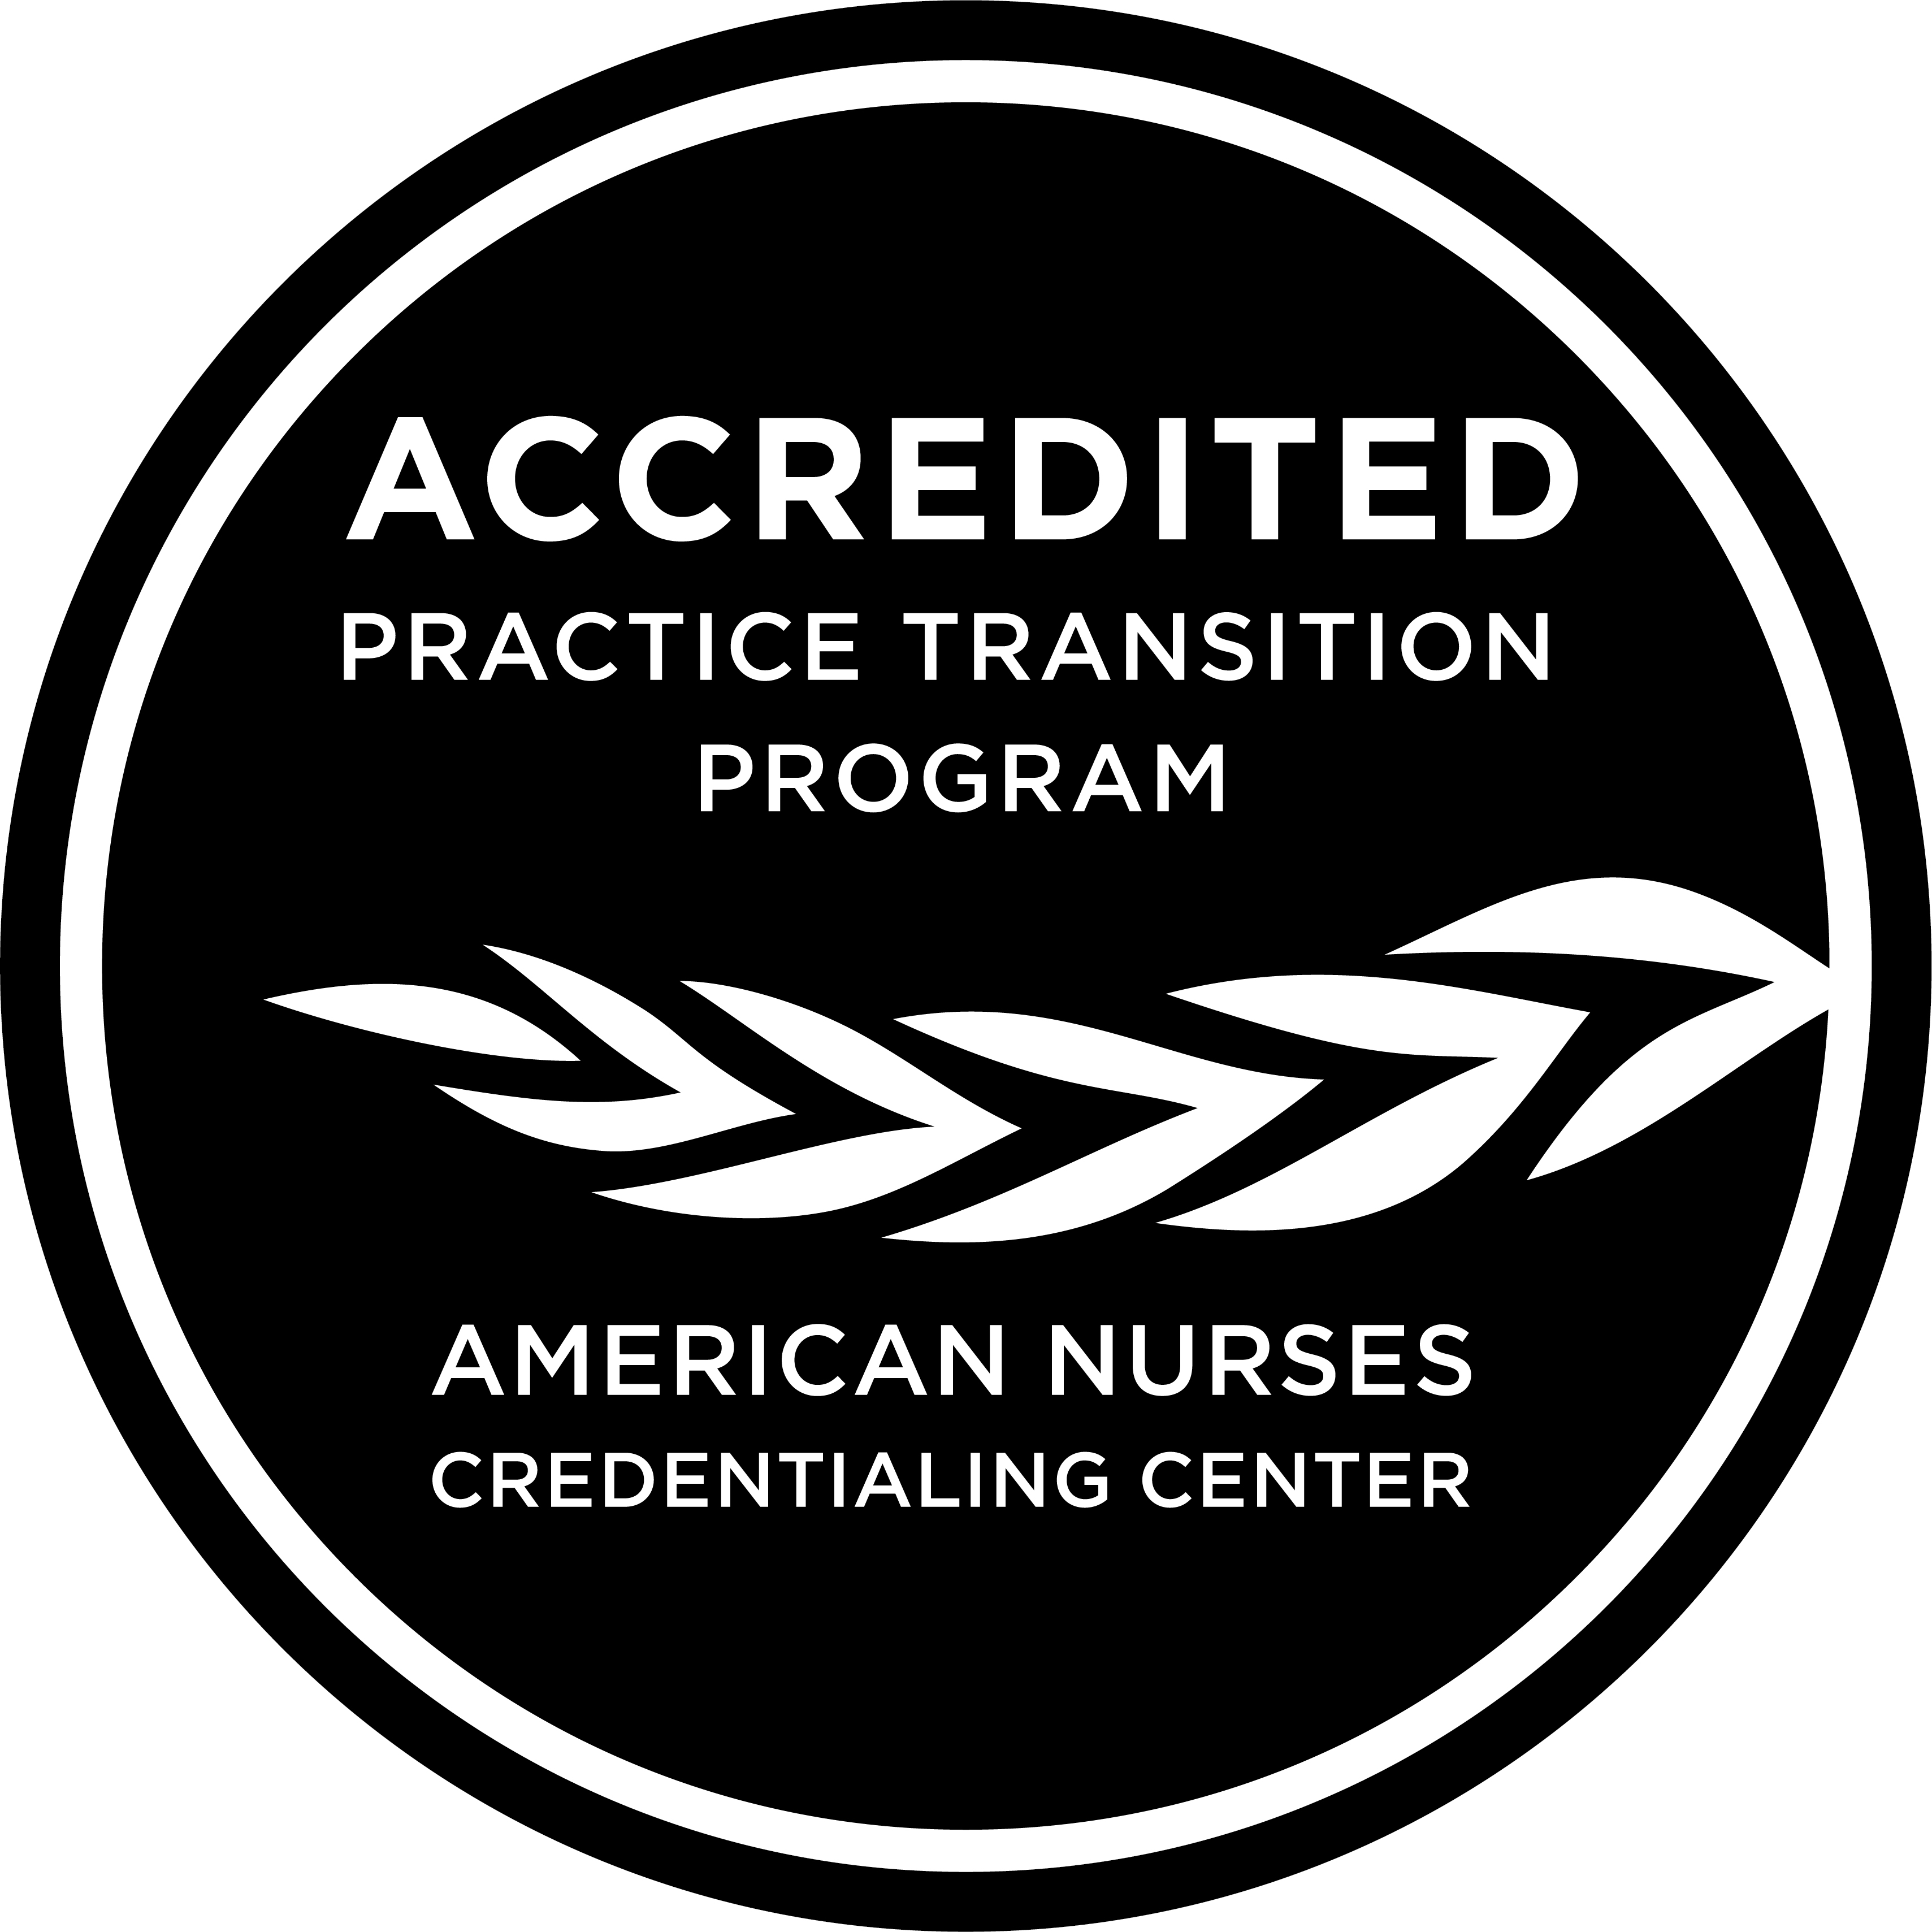 ACCREDITED
PRACTICE TRANSITION
PROGRAM
AMERICAN NURSES
CREDENTIALING CENTER